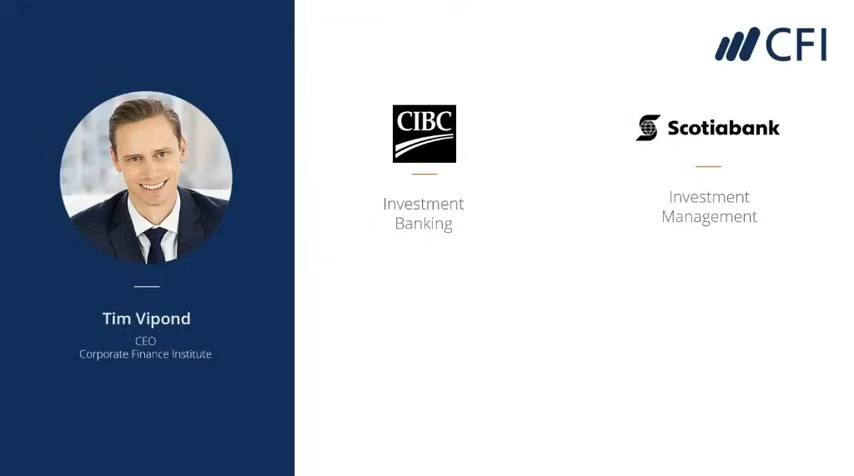 CFI
CIBC
Scotiabank
Investment
Banking
Investment
Management
Tim Vipond
CEO
Corporate Finance Institute